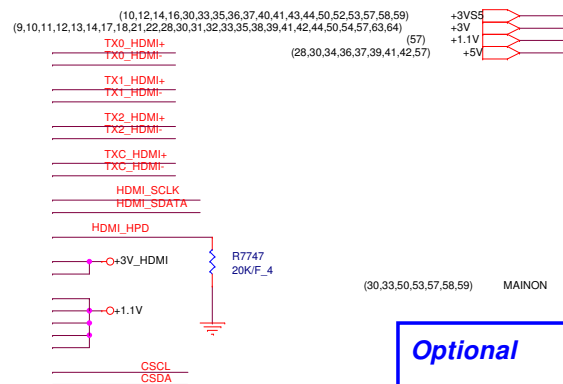 (10,12,14,16,30,33,35,36,37,40,41,43,44,50,52,53,57,58,59) +3VS5
(9,10,11,12,13,14,17,18,21,22,28,30,31,32,33,35,38,39,41,42,44,50,54,57,63,64) +3V
(57) +1.1V
(28,30,34,36,37,39,41,42,57) +5V
TX0_HDMI+
TX0_HDMI-
TX1_HDMI+
TX1_HDMI-
TX2_HDMI+
TX2_HDMI-
TXC_HDMI+
TXC_HDMI-
HDMI_SCLK
HDMI_SDATA
HDMI_HPD
R7747
20K/F_4
+3V_HDMI
(30,33,50,53,57,58,59) MAINON
+1.1V
Optional
CSCL
CSDA